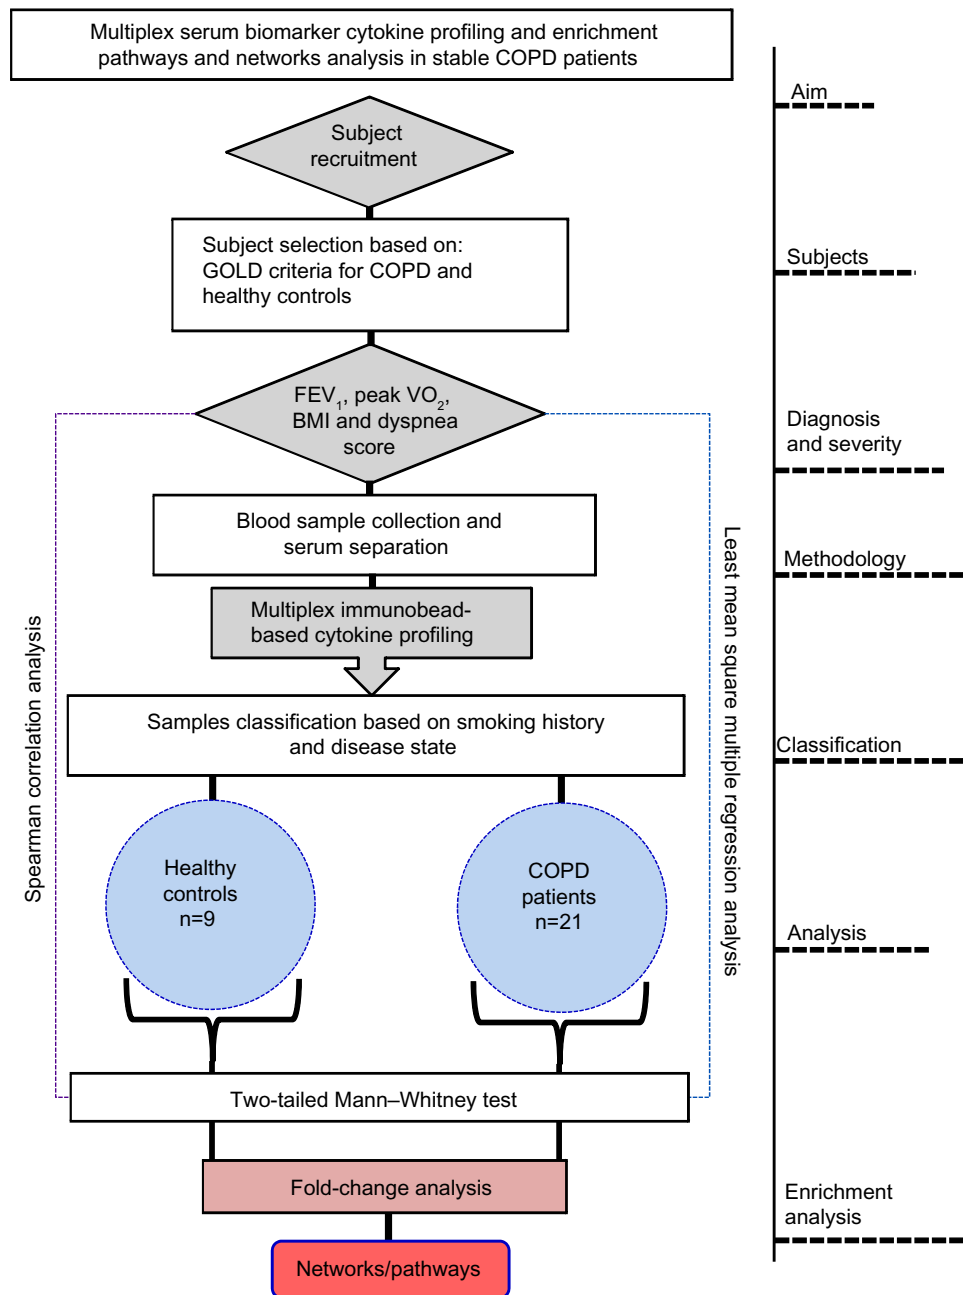 Multiplex serum biomarker cytokine profiling and enrichment
pathways and networks analysis in stable COPD patients
Aim
Subject
recruitment
Subject selection based on:
GOLD criteria for COPD and
healthy controls
Subjects
FEV₁, peak VO₂,
BMI and dyspnea
score
Diagnosis
and severity
Blood sample collection and
serum separation
Methodology
Multiplex immunobead-
based cytokine profiling
Spearman correlation analysis
Least mean square multiple regression analysis
Samples classification based on smoking history
and disease state
Classification
Healthy
controls
n=9
COPD
patients
n=21
Analysis
Two-tailed Mann–Whitney test
Fold-change analysis
Enrichment
analysis
Networks/pathways